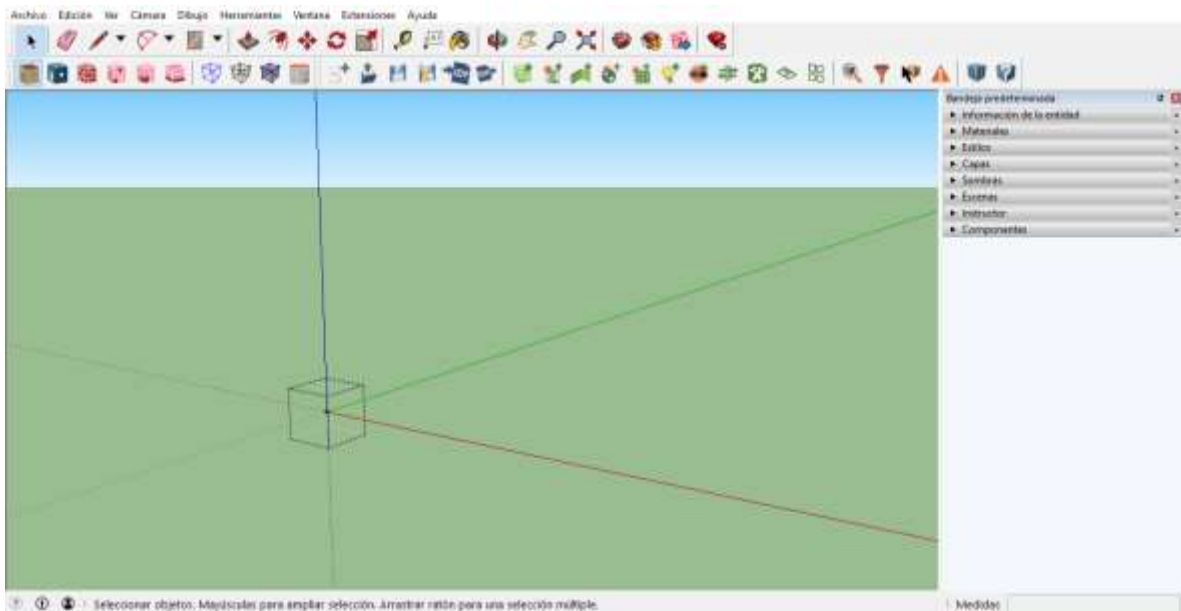 Archivo Edición Ver Cámara Dibujo Herramientas Ventana Extensiones Ayuda
Bandeja predeterminada
Información de la entidad
Materiales
Estilos
Capas
Sombras
Escenas
Instructor
Componentes
Seleccionar objetos. Mayúsculas para ampliar selección. Arrastrar ratón para una selección múltiple.
Medidas